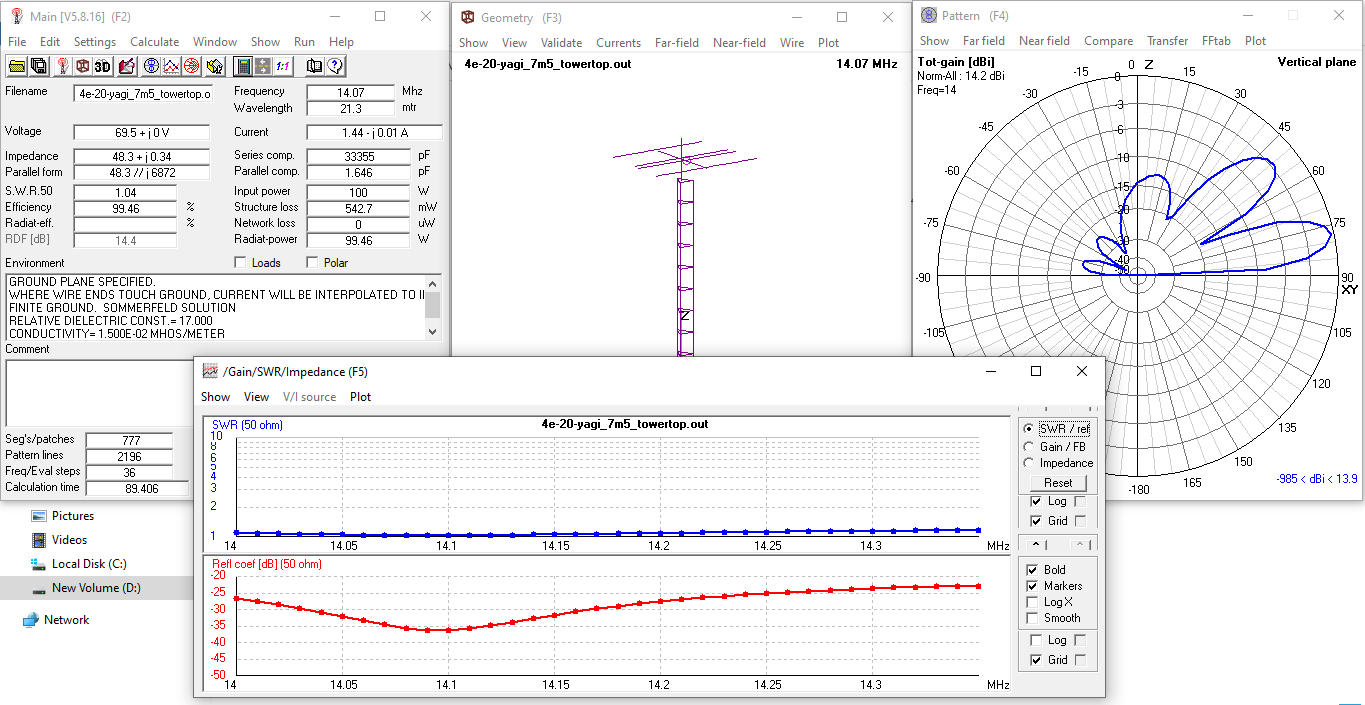 Main [V5.8.16] (F2)
File Edit Settings Calculate Window Show Run Help
3D 1:1
Filename 4e-20-yagi_7m5_towertop.o
Frequency 14.07 Mhz
Wavelength 21.3 mtr
Voltage 69.5 + j 0 V
Current 1.44 - j 0.01 A
Impedance 48.3 + j 0.34
Series comp. 33355 pF
Parallel form 48.3 // j 6872
Parallel comp. 1.646 pF
S.W.R.50 1.04
Input power 100 W
Efficiency 99.46 %
Structure loss 542.7 mW
Radiat-eff. %
Network loss 0 uW
RDF [dB] 14.4
Radiat-power 99.46 W
Environment
Loads Polar
GROUND PLANE SPECIFIED.
WHERE WIRE ENDS TOUCH GROUND, CURRENT WILL BE INTERPOLATED TO
FINITE GROUND. SOMMERFELD SOLUTION
RELATIVE DIELECTRIC CONST.= 17.000
CONDUCTIVITY= 1.500E-02 MHOS/METER
Comment
Seg's/patches 777
Pattern lines 2196
Freq/Eval steps 36
Calculation time 89.406
Pictures
Videos
Local Disk (C:)
New Volume (D:)
Network
Geometry (F3)
Show View Validate Currents Far-field Near-field Wire Plot
4e-20-yagi_7m5_towertop.out 14.07 MHz
Z
Pattern (F4)
Show Far field Near field Compare Transfer FFtab Plot
Tot-gain [dBi]
Norm-All : 14.2 dBi
Freq=14
Vertical plane
0 Z
-15 15
-30 30
-45 45
-60 60
-75 75
-90 90
XY
-105 105
120
135
150
-180 165
0
-3
-6
-10
-15
-20
-30
-40
-50
-985 < dBi < 13.9
/Gain/SWR/Impedance (F5)
Show View V/I source Plot
SWR (50 ohm)
4e-20-yagi_7m5_towertop.out
10
8
6
5
4
3
2
1
14 14.05 14.1 14.15 14.2 14.25 14.3 MHz
Refl coef [dB] (50 ohm)
-20
-25
-30
-35
-40
-45
-50
14 14.05 14.1 14.15 14.2 14.25 14.3 MHz
SWR / ref
Gain / FB
Impedance
Reset
Log
Grid
Bold
Markers
Log X
Smooth
Log
Grid